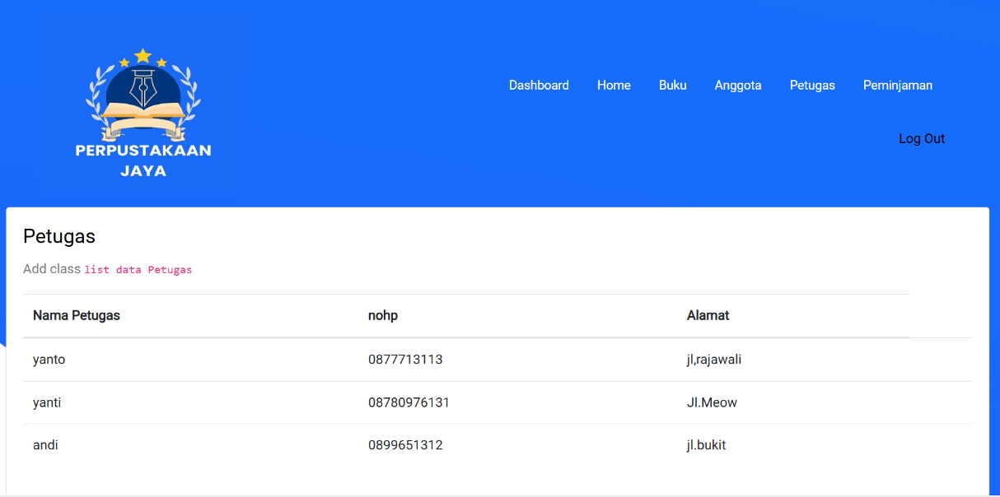 PERPUSTAKAAN
JAYA
Dashboard Home Buku Anggota Petugas Peminjaman
Log Out
Petugas
Add class list data Petugas
Nama Petugas nohp Alamat
yanto 0877713113 jl,rajawali
yanti 08780976131 Jl.Meow
andi 0899651312 jl.bukit